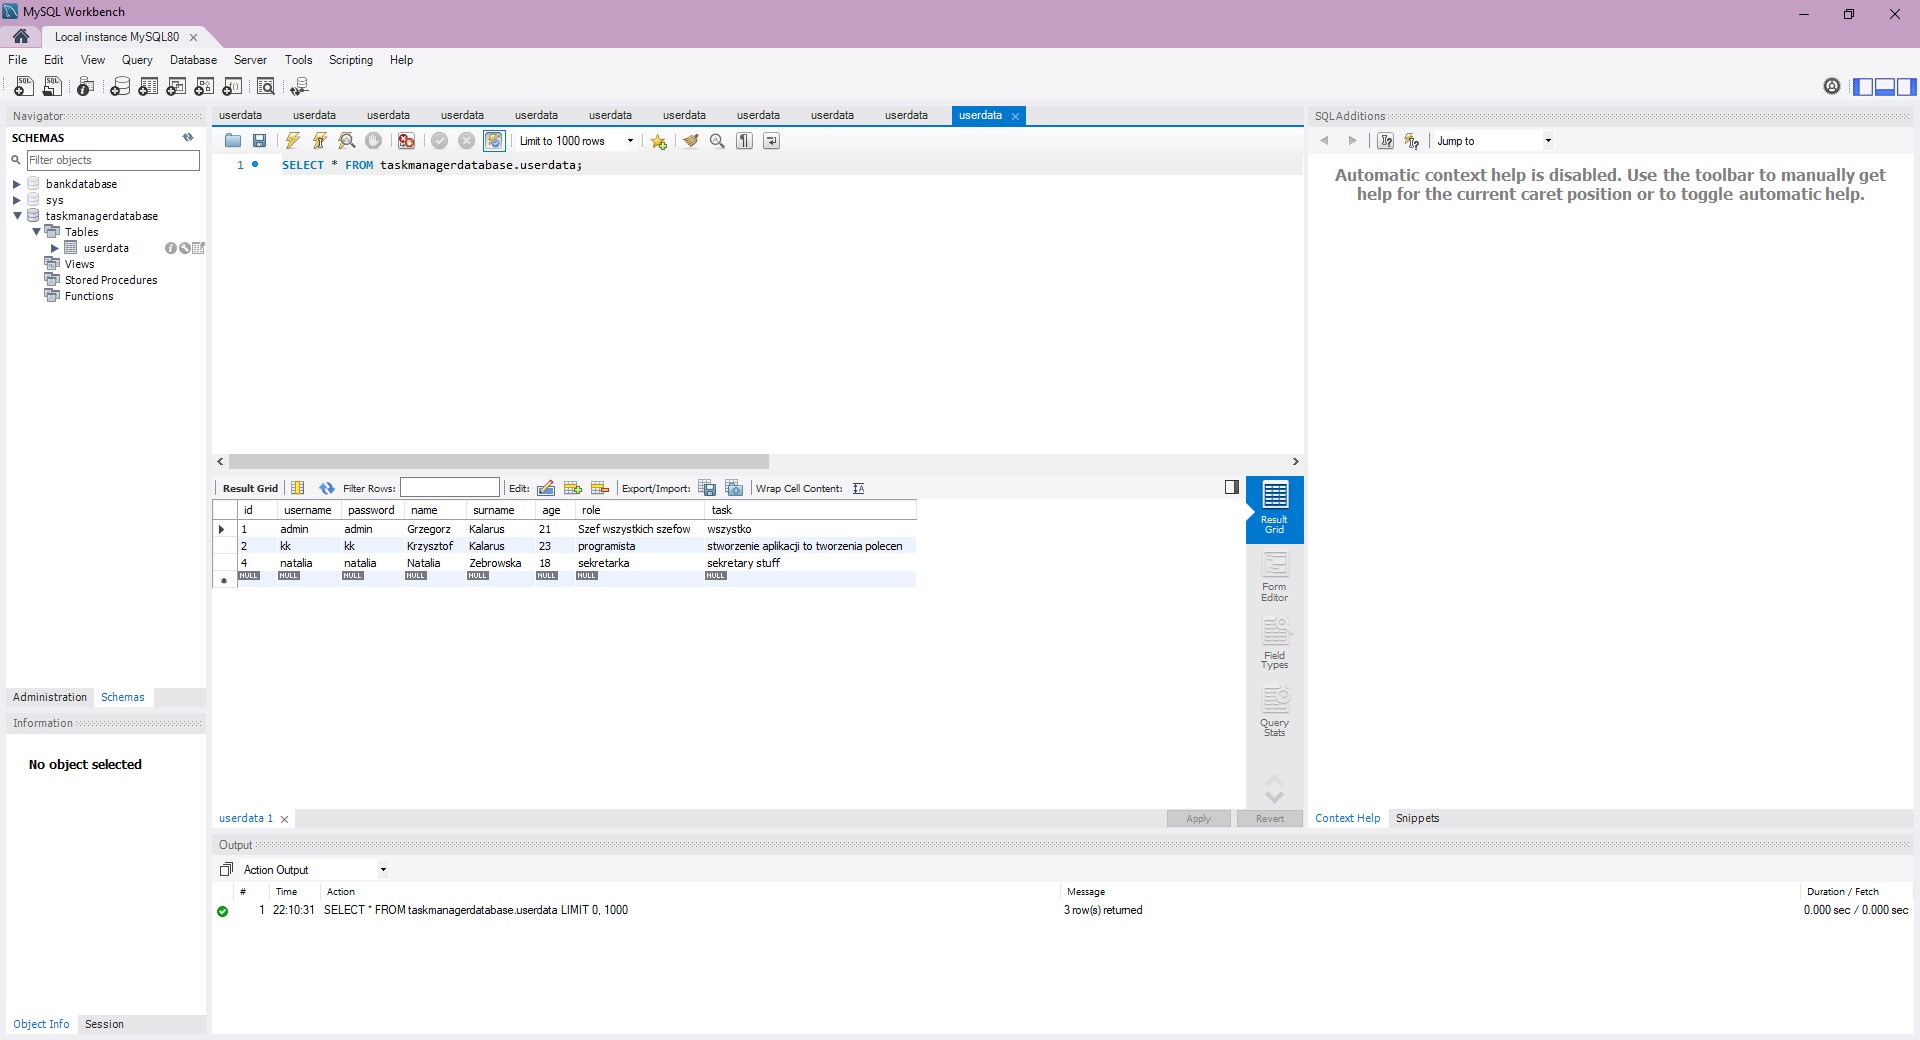 MySQL Workbench
Local instance MySQL80
File Edit View Query Database Server Tools Scripting Help
Navigator
SCHEMAS
Filter objects
bankdatabase
sys
taskmanagerdatabase
Tables
userdata
Views
Stored Procedures
Functions
Administration Schemas
Information
No object selected
Object Info Session
userdata userdata userdata userdata userdata userdata userdata userdata userdata userdata userdata
Limit to 1000 rows
1 SELECT * FROM taskmanagerdatabase.userdata;
Result Grid Filter Rows: Edit: Export/Import: Wrap Cell Content:
id username password name surname age role task
1 admin admin Grzegorz Kalarus 21 Szef wszystkich szefow wszystko
2 kk kk Krzysztof Kalarus 23 programista stworzenie aplikacji to tworzenia polecen
4 natalia natalia Natalia Zebrowska 18 sekretarka sekretary stuff
NULL NULL NULL NULL NULL NULL NULL NULL
Result
Grid
Form
Editor
Field
Types
Query
Stats
userdata 1
Apply Revert
SQLAdditions
Jump to
Automatic context help is disabled. Use the toolbar to manually get
help for the current caret position or to toggle automatic help.
Context Help Snippets
Output
Action Output
# Time Action Message Duration / Fetch
1 22:10:31 SELECT * FROM taskmanagerdatabase.userdata LIMIT 0, 1000 3 row(s) returned 0.000 sec / 0.000 sec